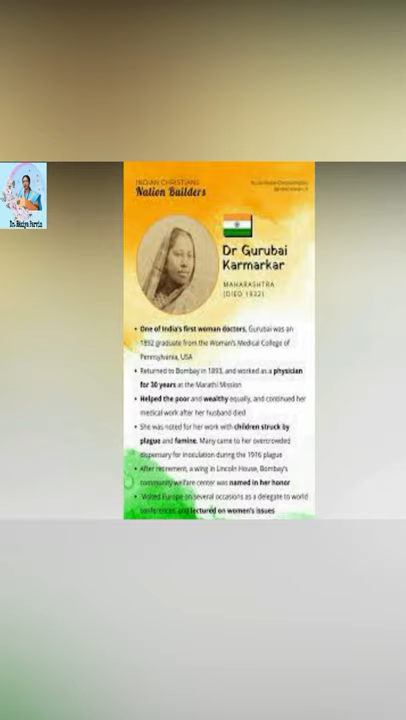 INDIAN CHRISTIANS
Nation Builders
Dr Gurubai
Karmarkar
MAHARASHTRA
(DIED 1932)
• One of India's first woman doctors, Gurubai was an
1892 graduate from the Woman's Medical College of
Pennsylvania, USA
• Returned to Bombay in 1893, and worked as a physician
for 30 years at the Marathi Mission
• Helped the poor and wealthy equally, and continued her
medical work after her husband died
• She was noted for her work with children struck by
plague and famine. Many came to her overcrowded
dispensary for inoculation during the 1916 plague
• After retirement, a wing in Lincoln House, Bombay's
community welfare center was named in her honor
• Visited Europe on several occasions as a delegate to world
conferences, and lectured on women's issues